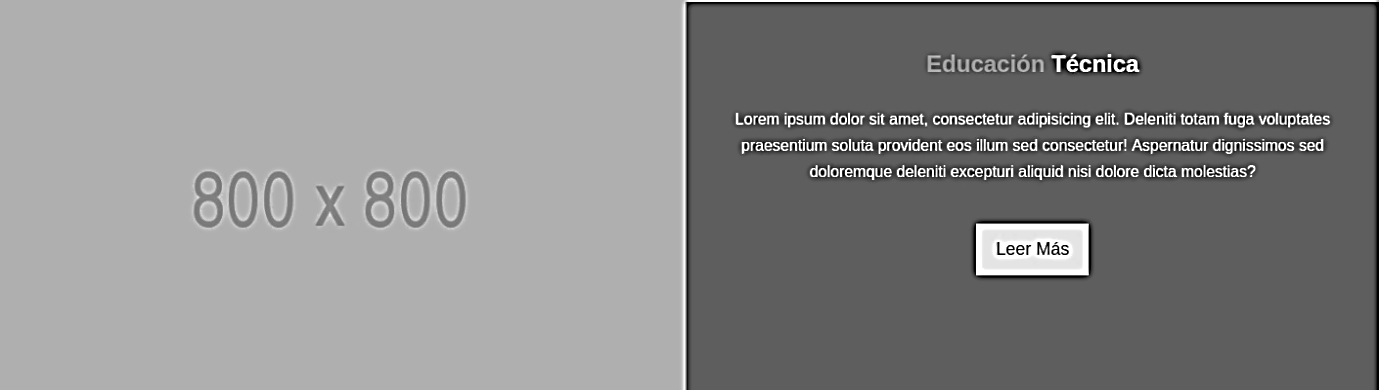 800 x 800
Educación Técnica
Lorem ipsum dolor sit amet, consectetur adipisicing elit. Deleniti totam fuga voluptates
praesentium soluta provident eos illum sed consectetur! Aspernatur dignissimos sed
doloremque deleniti excepturi aliquid nisi dolore dicta molestias?
Leer Más